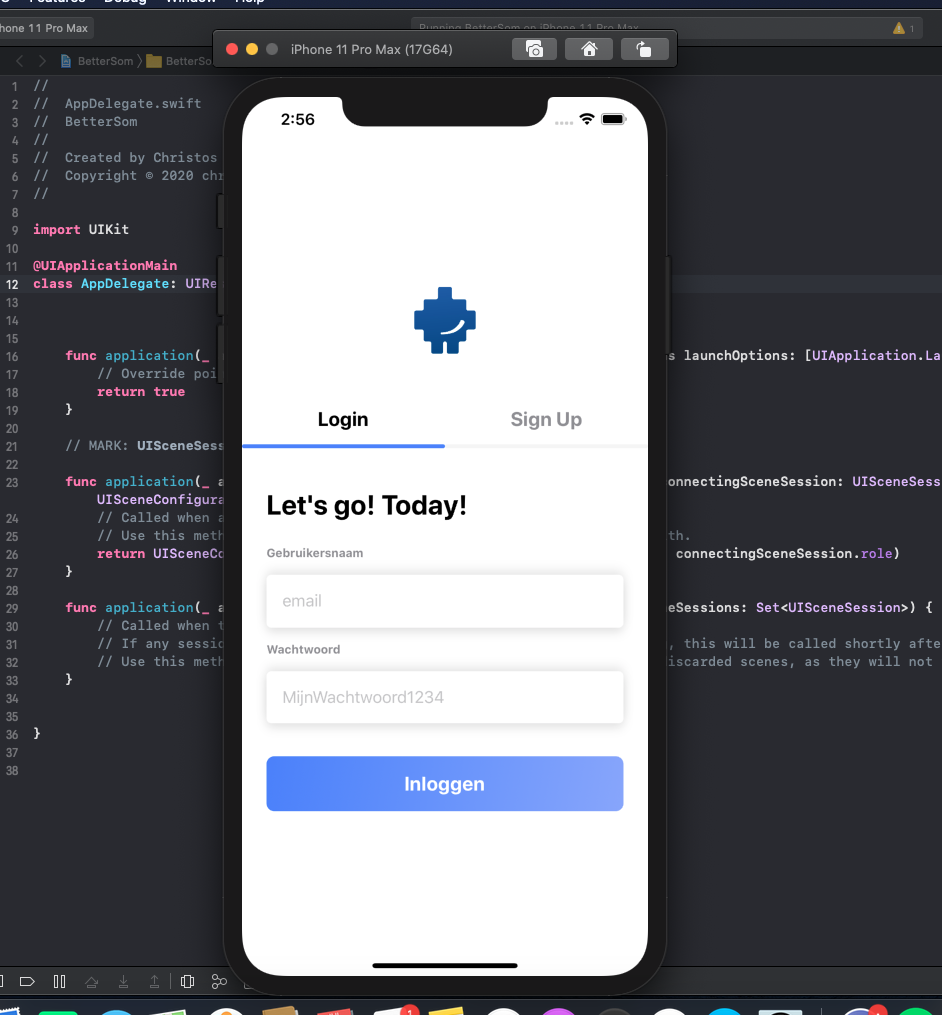 Features Debug Window Help
hone 11 Pro Max
Running BetterSom on iPhone 11 Pro Max
1
iPhone 11 Pro Max (17G64)
BetterSom
BetterSo
1 //
2 // AppDelegate.swift
3 // BetterSom
4 //
5 // Created by Christos
6 // Copyright © 2020 chr
7 //
8
9 import UIKit
10
11 @UIApplicationMain
12 class AppDelegate: UIRe
13
14
15
16 func application(_ s launchOptions: [UIApplication.La
17 // Override poi
18 return true
19 }
20
21 // MARK: UISceneSess
22
23 func application(_ a onnectingSceneSession: UISceneSess
UISceneConfigura
24 // Called when a
25 // Use this meth th.
26 return UISceneCo connectingSceneSession.role)
27 }
28
29 func application(_ a eSessions: Set<UISceneSession>) {
30 // Called when t
31 // If any sessio , this will be called shortly afte
32 // Use this meth iscarded scenes, as they will not
33 }
34
35
36 }
37
38
2:56
Login
Sign Up
Let's go! Today!
Gebruikersnaam
email
Wachtwoord
MijnWachtwoord1234
Inloggen
1